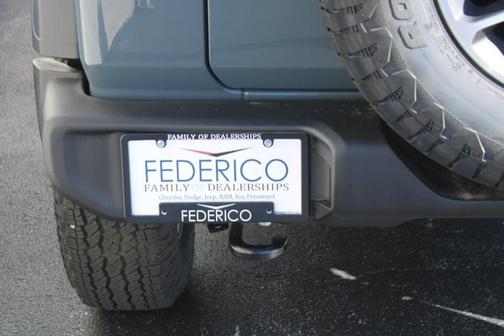 FAMILY OF DEALERSHIPS
FEDERICO
FAMILY OF DEALERSHIPS
Chrysler, Dodge, Jeep, RAM, Kia, Preowned
FEDERICO